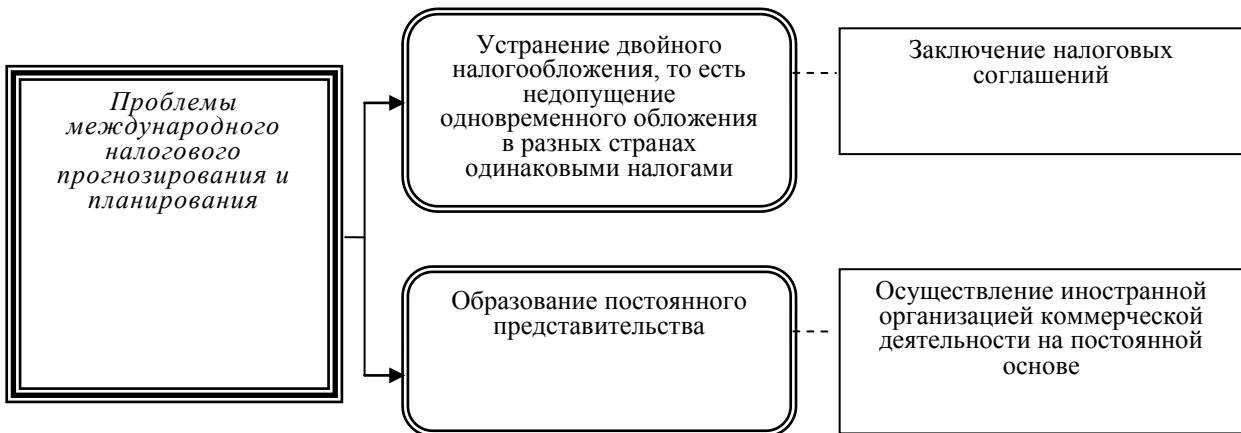 Проблемы
международного
налогового
прогнозирования и
планирования
Устранение двойного
налогообложения, то есть
недопущение
одновременного обложения
в разных странах
одинаковыми налогами
Заключение налоговых
соглашений
Образование постоянного
представительства
Осуществление иностранной
организацией коммерческой
деятельности на постоянной
основе